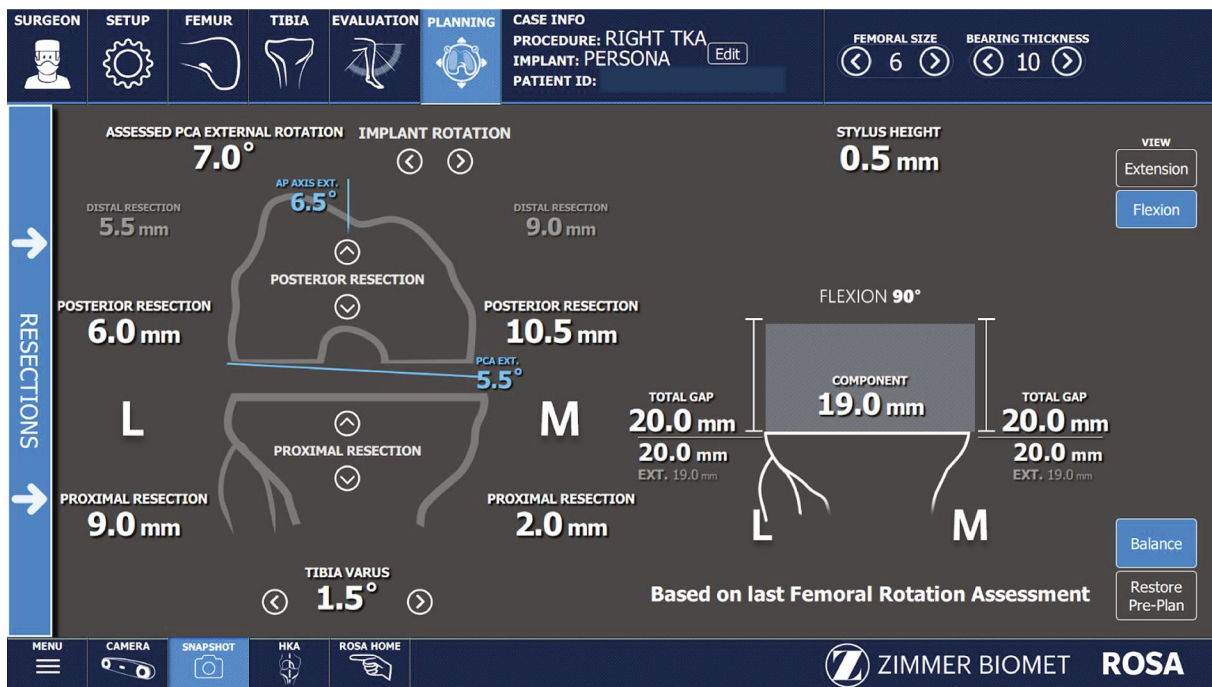 SURGEON
SETUP
FEMUR
TIBIA
EVALUATION
PLANNING
CASE INFO
PROCEDURE: RIGHT TKA
IMPLANT: PERSONA
Edit
PATIENT ID:
FEMORAL SIZE
6
BEARING THICKNESS
10
RESECTIONS
ASSESSED PCA EXTERNAL ROTATION
7.0°
IMPLANT ROTATION
AP AXIS EXT.
6.5°
DISTAL RESECTION
5.5 mm
DISTAL RESECTION
9.0 mm
POSTERIOR RESECTION
POSTERIOR RESECTION
6.0 mm
POSTERIOR RESECTION
10.5 mm
PCA EXT.
5.5°
L
M
PROXIMAL RESECTION
PROXIMAL RESECTION
9.0 mm
PROXIMAL RESECTION
2.0 mm
TIBIA VARUS
1.5°
STYLUS HEIGHT
0.5 mm
VIEW
Extension
Flexion
FLEXION 90°
COMPONENT
19.0 mm
TOTAL GAP
20.0 mm
20.0 mm
EXT. 19.0 mm
TOTAL GAP
20.0 mm
20.0 mm
EXT. 19.0 mm
L
M
Balance
Restore
Pre-Plan
Based on last Femoral Rotation Assessment
MENU
CAMERA
SNAPSHOT
HKA
ROSA HOME
Z ZIMMER BIOMET
ROSA